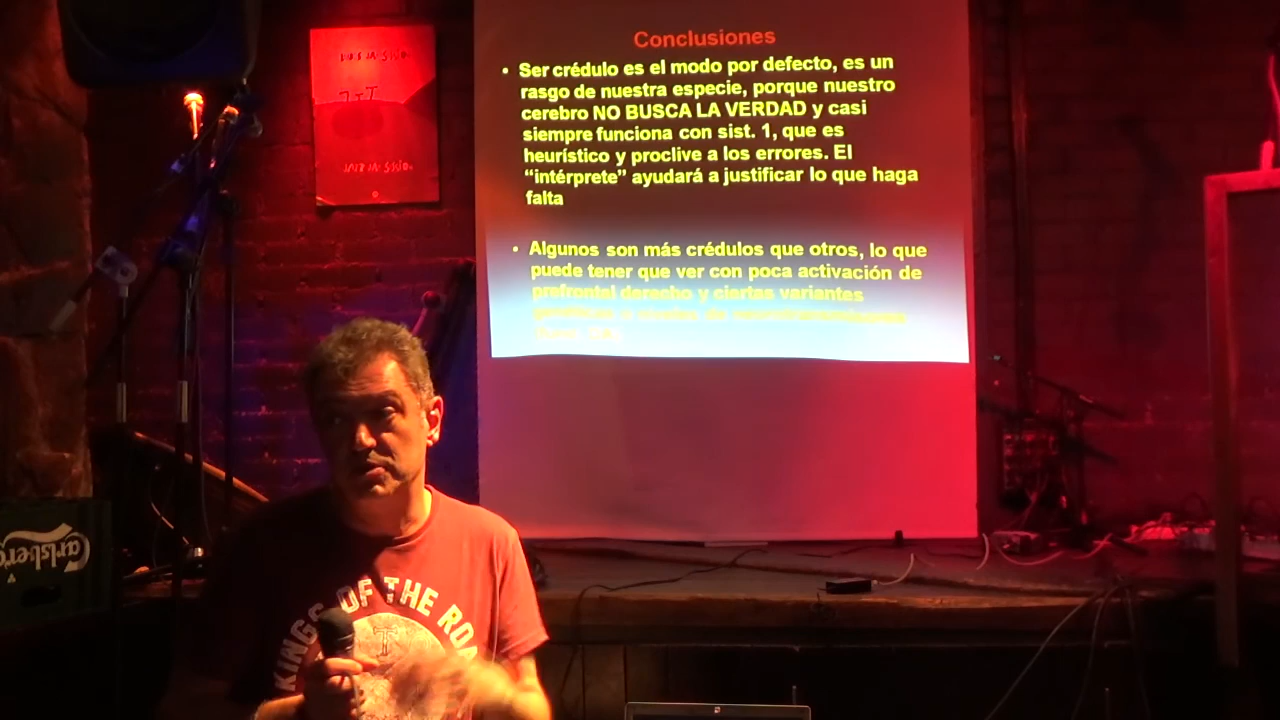 Conclusiones
• Ser crédulo es el modo por defecto, es un
rasgo de nuestra especie, porque nuestro
cerebro NO BUSCA LA VERDAD y casi
siempre funciona con sist. 1, que es
heurístico y proclive a los errores. El
“intérprete” ayudará a justificar lo que haga
falta
• Algunos son más crédulos que otros, lo que
puede tener que ver con poca activación de
prefrontal derecho y ciertas variantes
Carlsberg
KINGS OF THE ROA